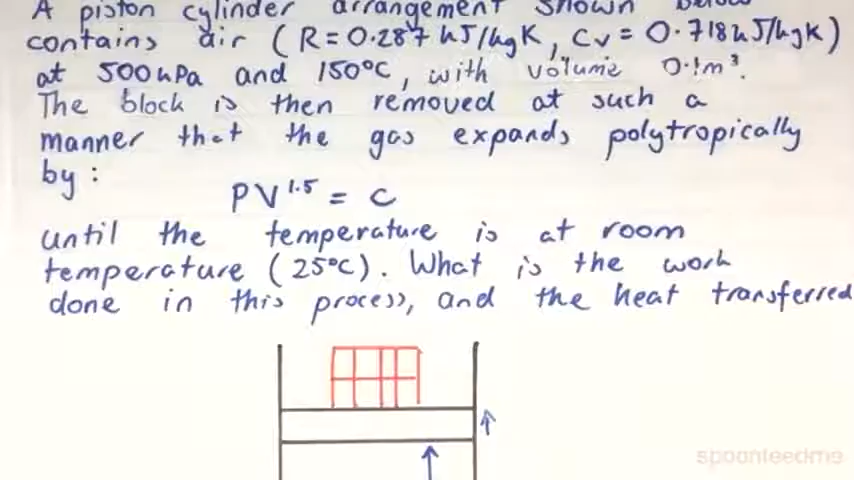 A piston cylinder arrangement shown below
contains air (R=0.287 kJ/kgK, Cv=0.718kJ/kgK)
at 500kPa and 150°C, with volume 0.1m³.
The block is then removed at such a
manner that the gas expands polytropically
by:
PV^1.5 = C
until the temperature is at room
temperature (25°C). What is the work
done in this process, and the heat transferred
spoonfeedme